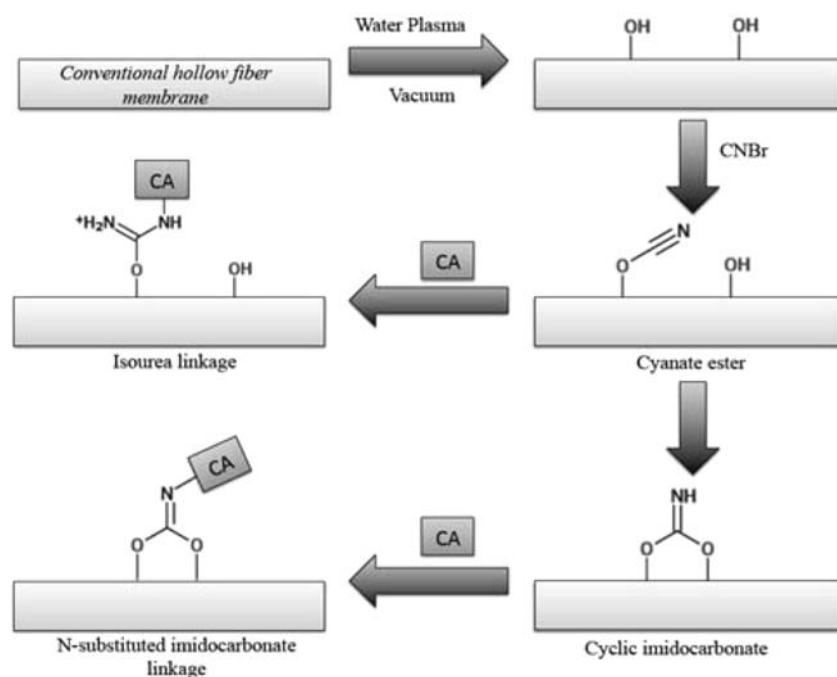 Water Plasma
Conventional hollow fiber
membrane
Vacuum
OH
OH
CNBr
CA
⁺H₂N
NH
O
OH
CA
N
O
OH
Isourea linkage
Cyanate ester
CA
N
O
O
CA
NH
O
O
N-substituted imidocarbonate
linkage
Cyclic imidocarbonate